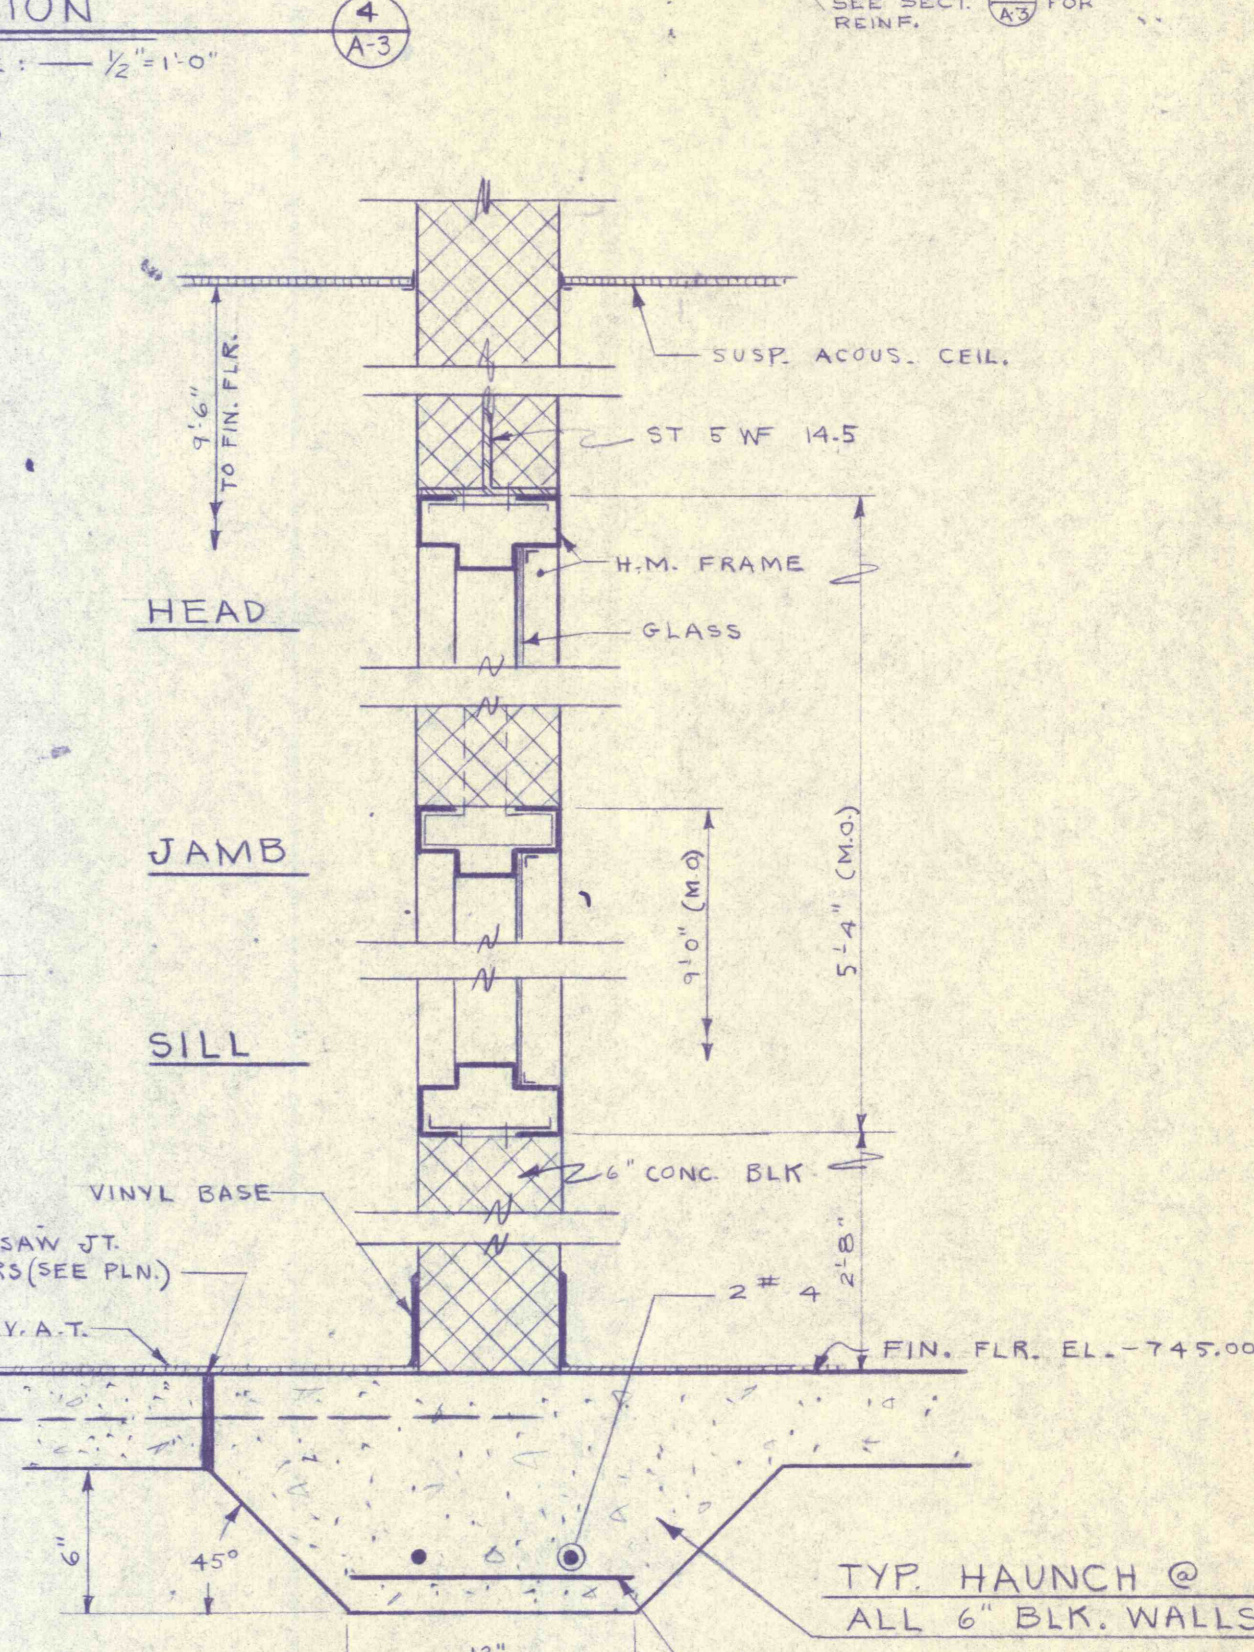 4
A-3
½"=1'-0"
SEE SECT. A-3 FOR
REINF.
SUSP. ACOUS. CEIL.
9'6"
TO FIN. FLR.
ST 5 WF 14.5
H.M. FRAME
HEAD
GLASS
JAMB
9'0" (M.O)
5'-4" (M.O.)
SILL
6" CONC. BLK
VINYL BASE
SAW JT.
(SEE PLN.)
2 # 4
2'8"
V.A.T.
FIN. FLR. EL. - 745.00
6"
45°
TYP. HAUNCH @
ALL 6" BLK. WALLS